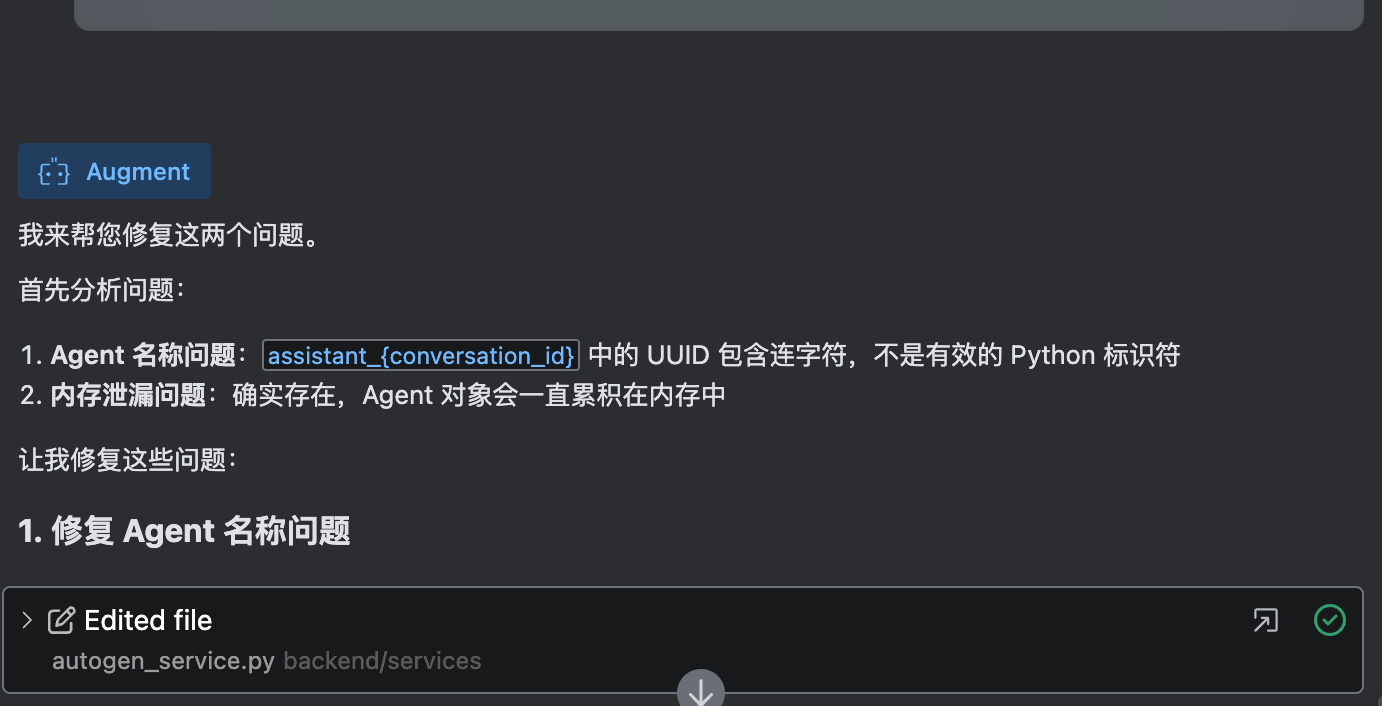 Augment
我来帮您修复这两个问题。
首先分析问题：
1. Agent 名称问题：assistant_{conversation_id} 中的 UUID 包含连字符，不是有效的 Python 标识符
2. 内存泄漏问题：确实存在，Agent 对象会一直累积在内存中
让我修复这些问题：
1. 修复 Agent 名称问题
Edited file
autogen_service.py backend/services